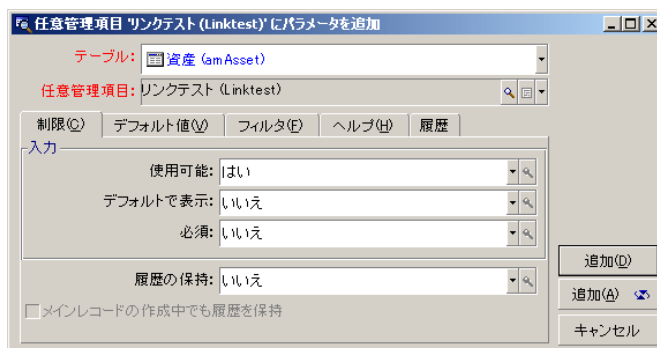 任意管理項目 'リンクテスト (Linktest)' にパラメータを追加
テーブル: 資産 (amAsset)
任意管理項目: リンクテスト (Linktest)
制限(C) デフォルト値(V) フィルタ(F) ヘルプ(H) 履歴
入力
使用可能: はい
デフォルトで表示: いいえ
必須: いいえ
履歴の保持: いいえ
メインレコードの作成中でも履歴を保持
追加(D)
追加(A)
キャンセル